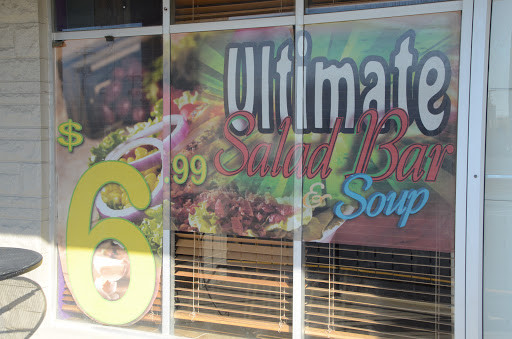 Ultimate
Salad Bar
& Soup
$6.99